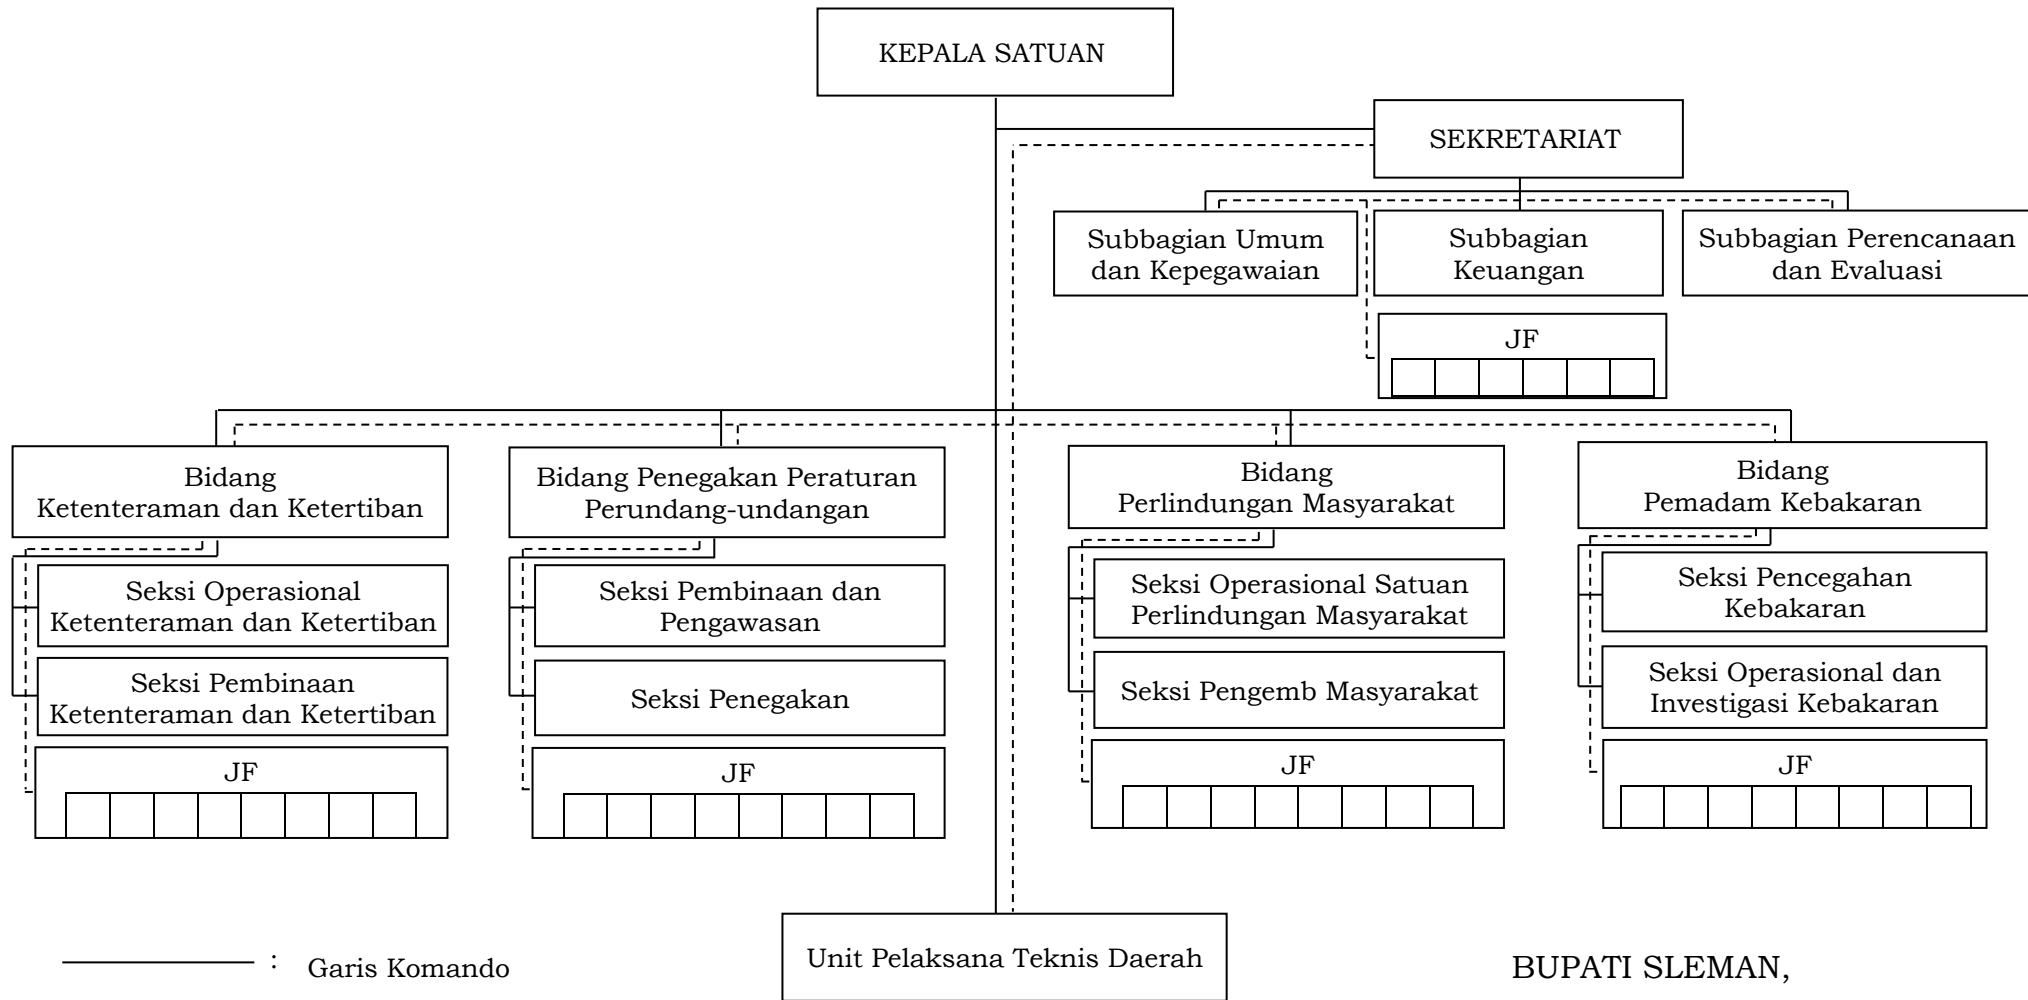 KEPALA SATUAN
SEKRETARIAT
Subbagian Umum
dan Kepegawaian
Subbagian
Keuangan
Subbagian Perencanaan
dan Evaluasi
JF
Bidang
Ketenteraman dan Ketertiban
Bidang Penegakan Peraturan
Perundang-undangan
Bidang
Perlindungan Masyarakat
Bidang
Pemadam Kebakaran
Seksi Operasional
Ketenteraman dan Ketertiban
Seksi Pembinaan dan
Pengawasan
Seksi Operasional Satuan
Perlindungan Masyarakat
Seksi Pencegahan
Kebakaran
Seksi Pembinaan
Ketenteraman dan Ketertiban
Seksi Penegakan
Seksi Pengemb Masyarakat
Seksi Operasional dan
Investigasi Kebakaran
JF
JF
JF
JF
Unit Pelaksana Teknis Daerah
: Garis Komando
BUPATI SLEMAN,